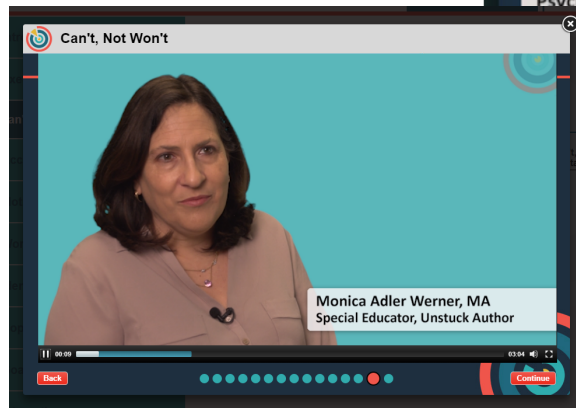 Can't, Not Won't
Monica Adler Werner, MA
Special Educator, Unstuck Author
00:09
03:04
Back
Continue